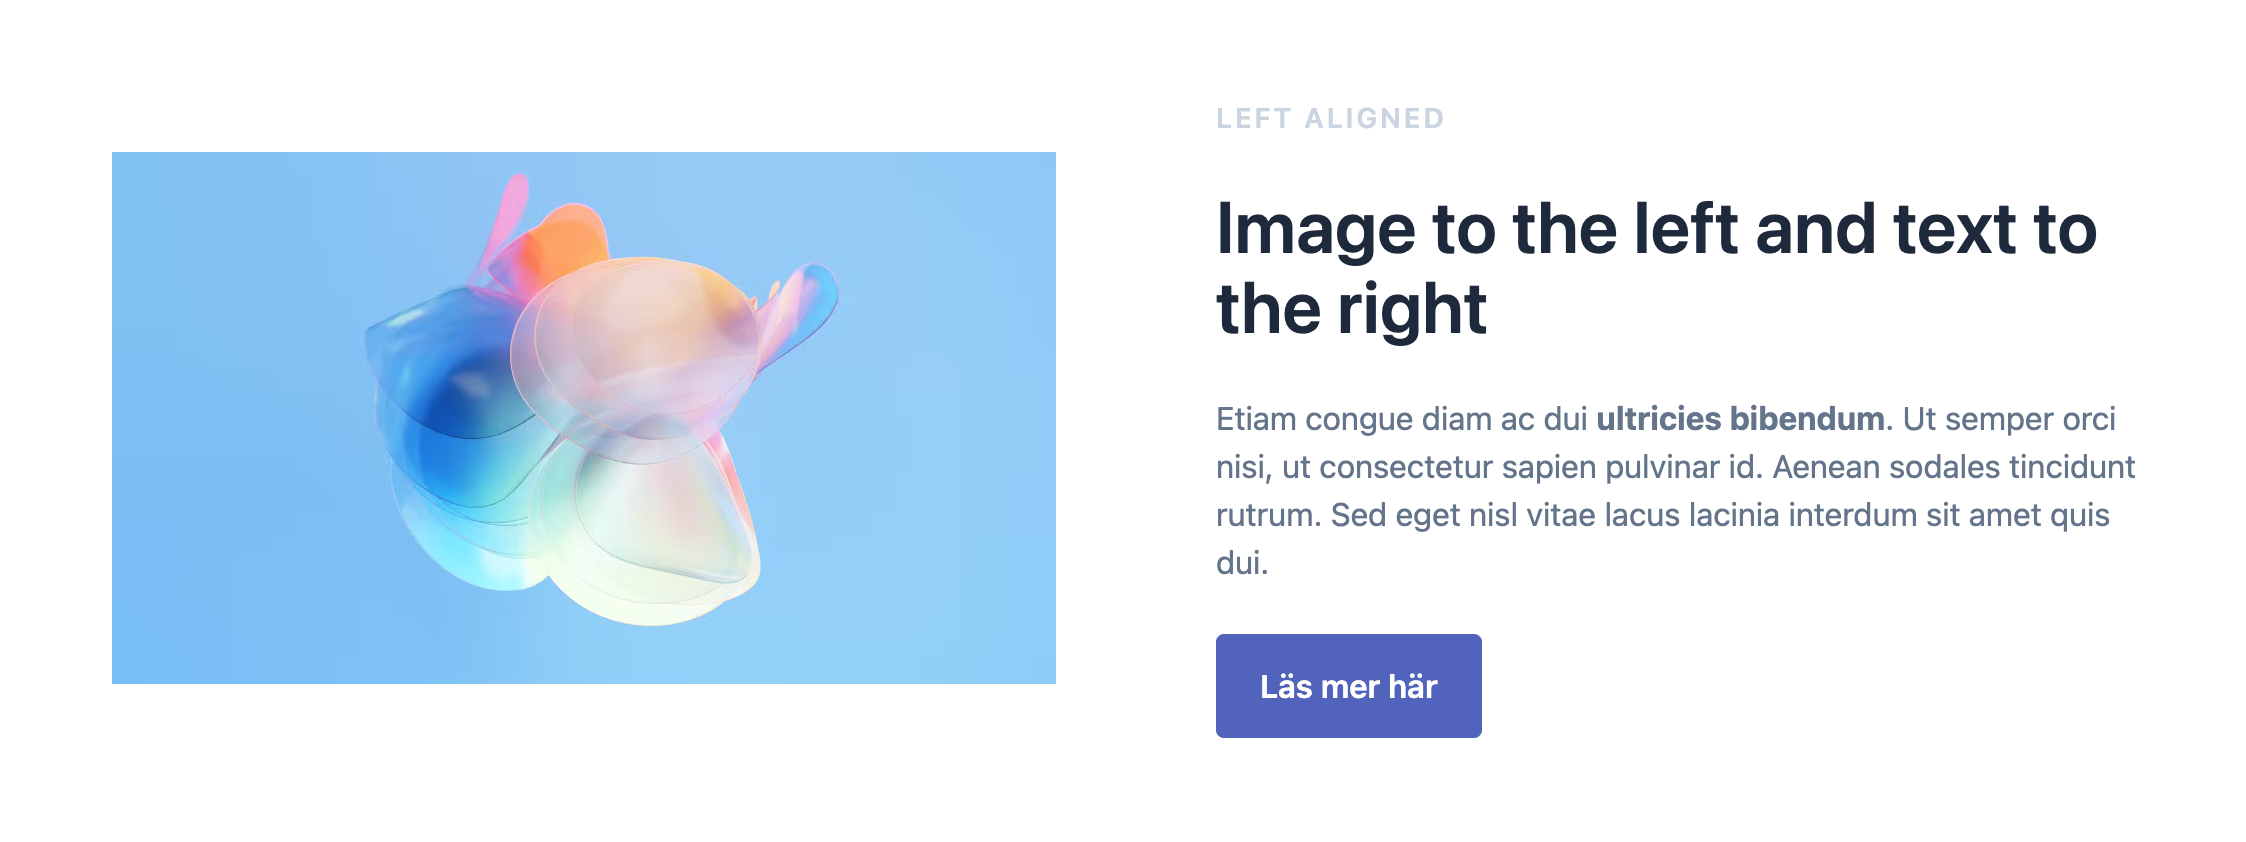 LEFT ALIGNED
Image to the left and text to
the right
Etiam congue diam ac dui ultricies bibendum. Ut semper orci
nisi, ut consectetur sapien pulvinar id. Aenean sodales tincidunt
rutrum. Sed eget nisl vitae lacus lacinia interdum sit amet quis
dui.
Läs mer här